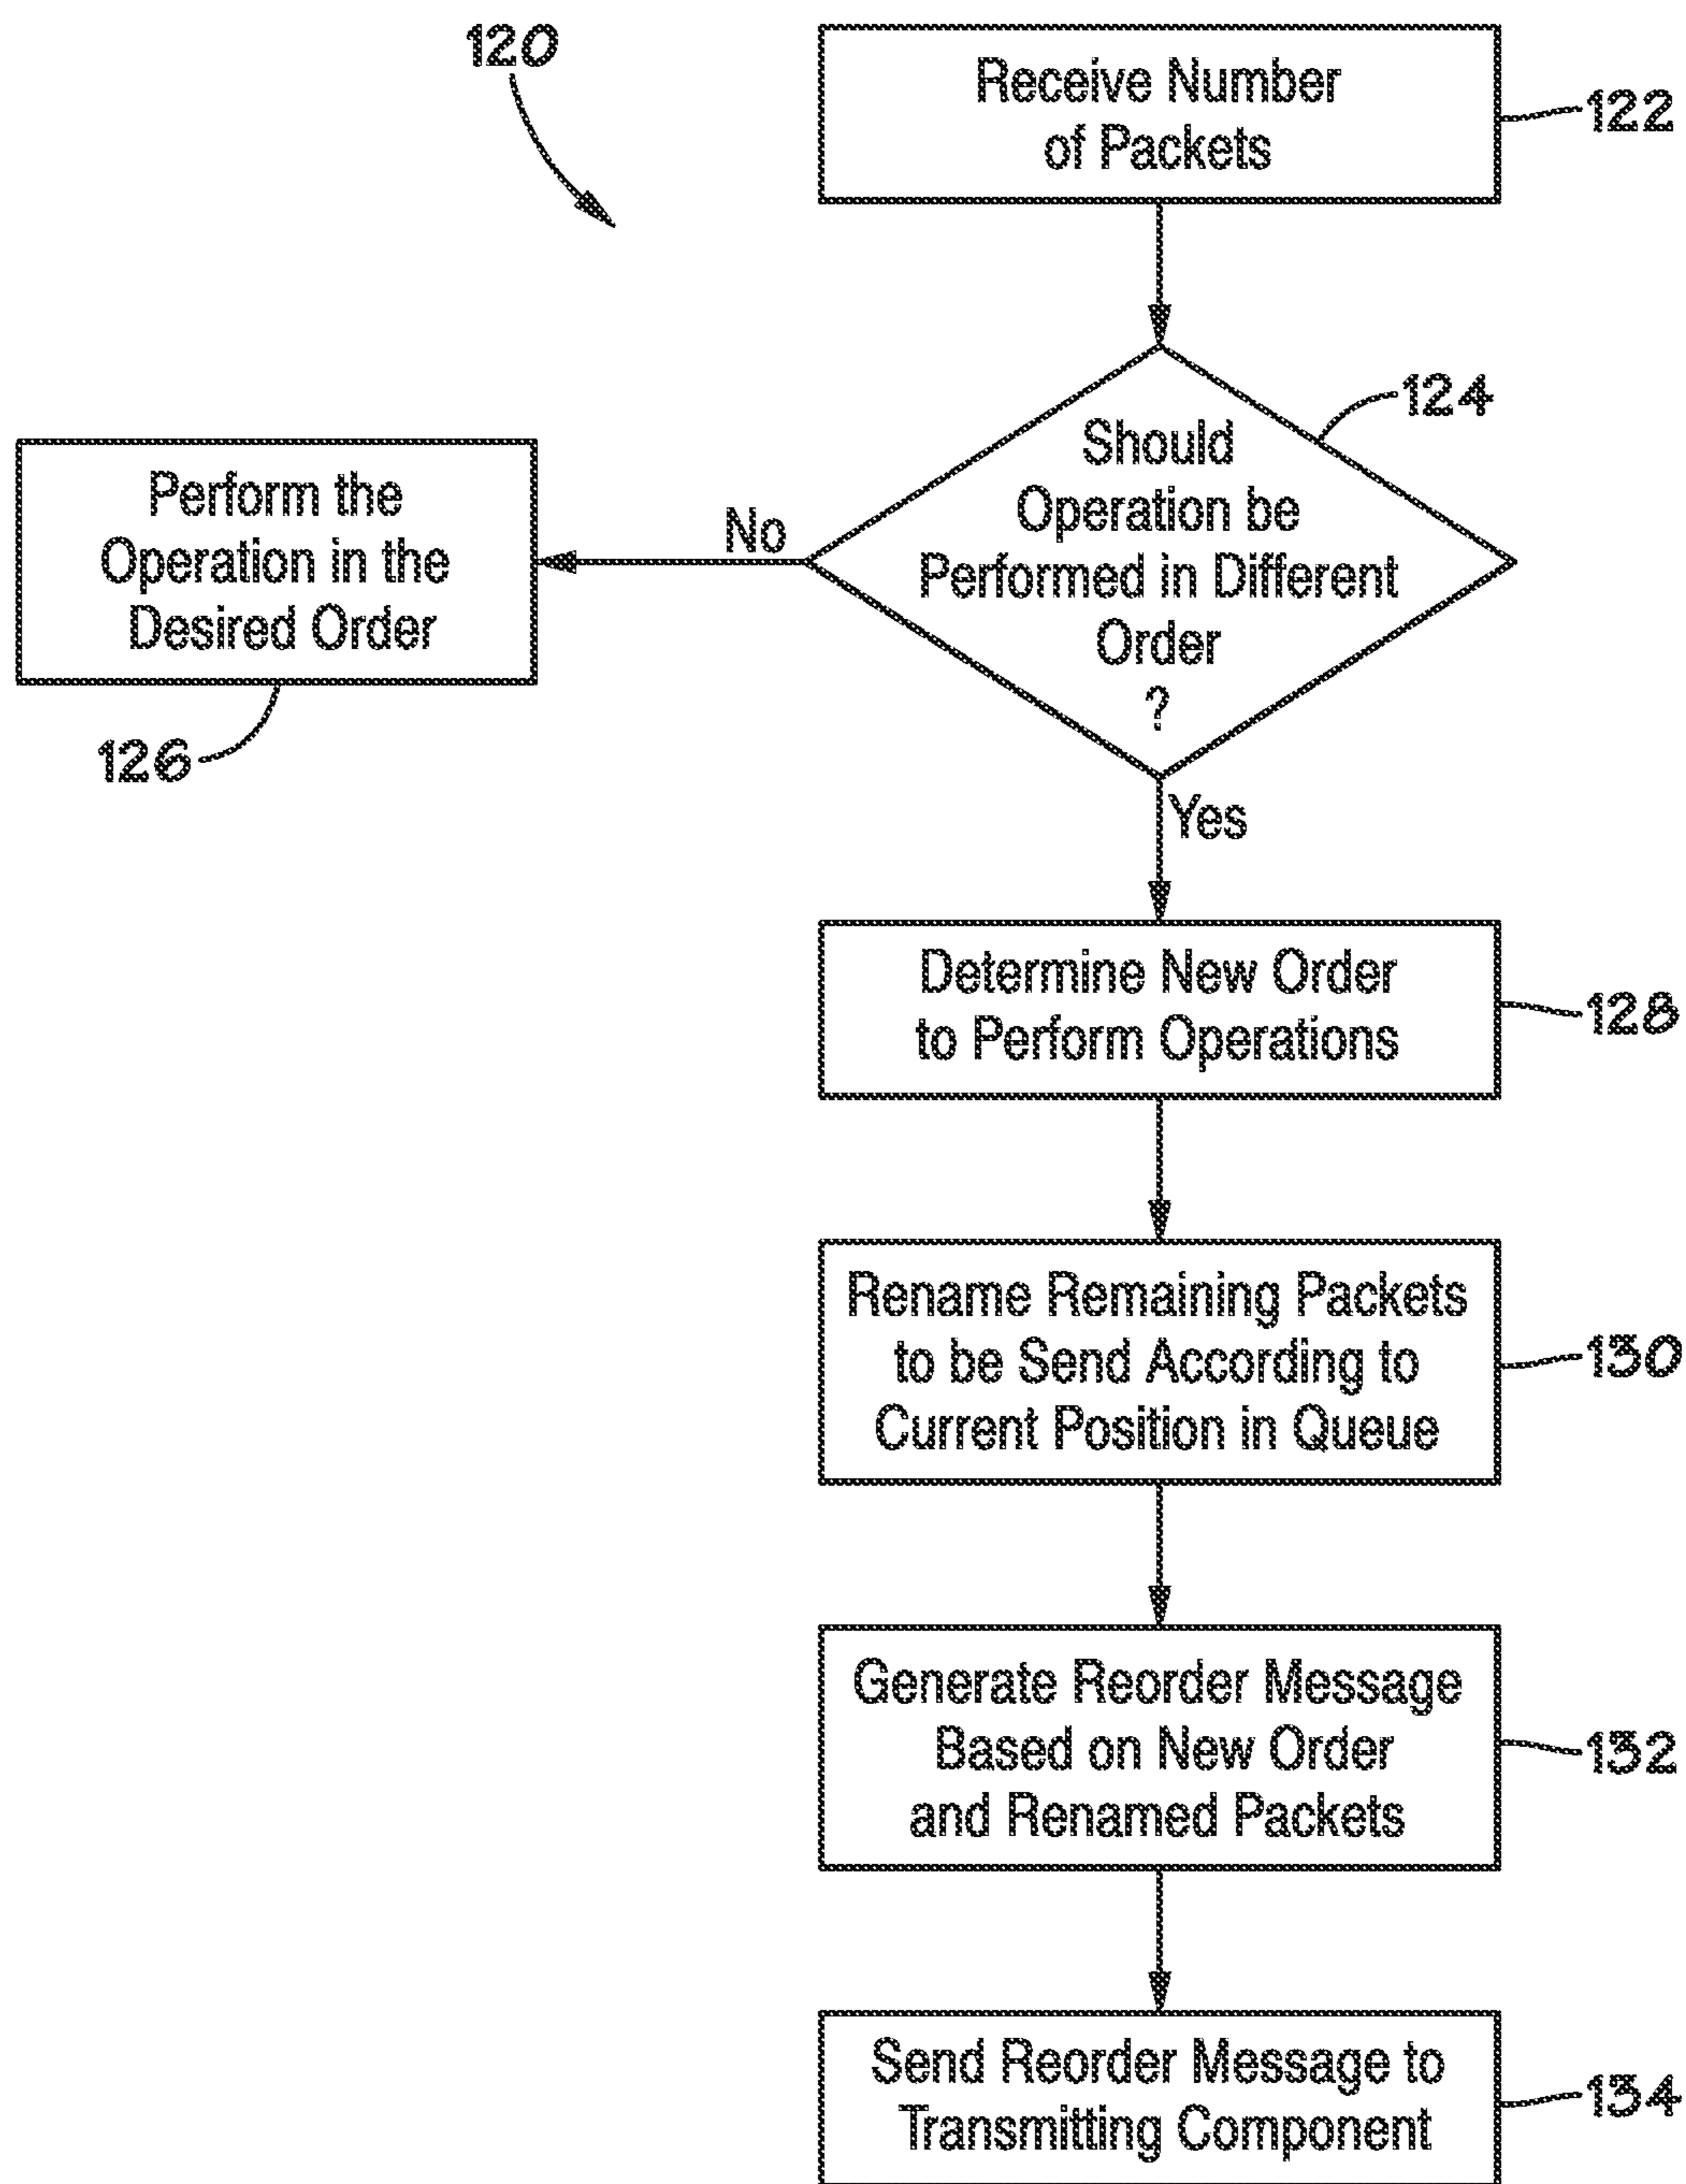 120
Receive Number
of Packets
122
Should
Operation be
Performed in Different
Order
?
124
No
Perform the
Operation in the
Desired Order
126
Yes
Determine New Order
to Perform Operations
128
Rename Remaining Packets
to be Send According to
Current Position in Queue
130
Generate Reorder Message
Based on New Order
and Renamed Packets
132
Send Reorder Message to
Transmitting Component
134